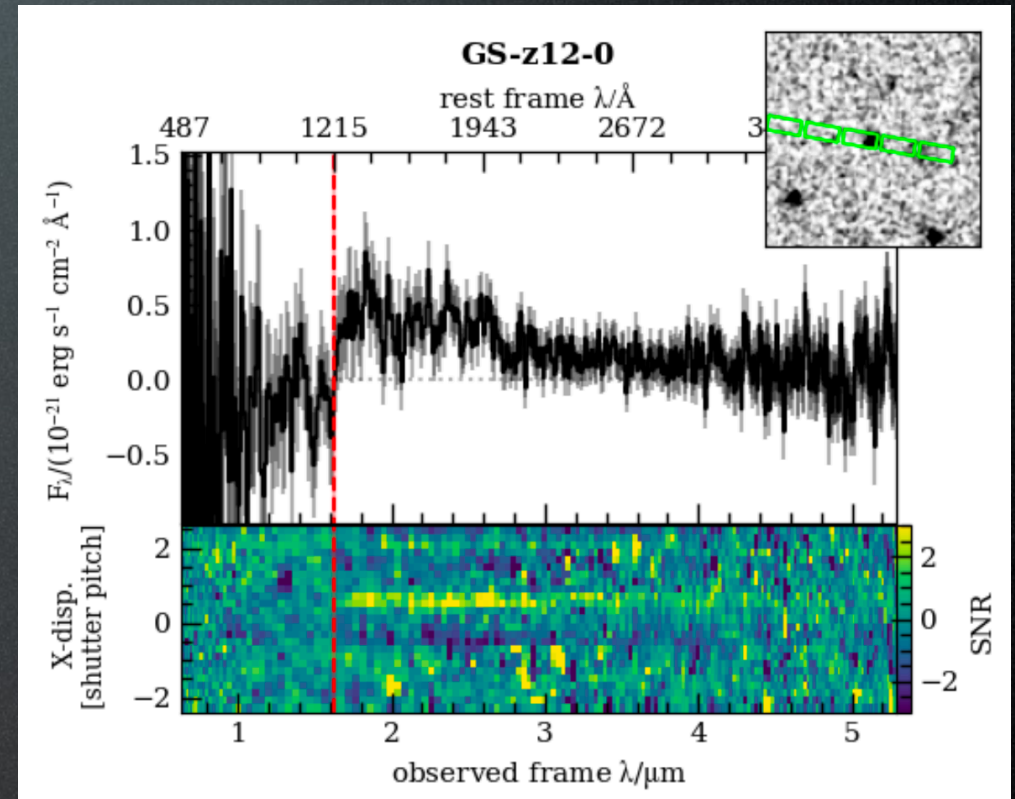 GS-z12-0
rest frame λ/Å
487 1215 1943 2672 3
1.5
1.0
0.5
0.0
−0.5
F_λ/(10⁻²¹ erg s⁻¹ cm⁻² Å⁻¹)
2
0
−2
X-disp.
[shutter pitch]
2
0
−2
SNR
1 2 3 4 5
observed frame λ/μm